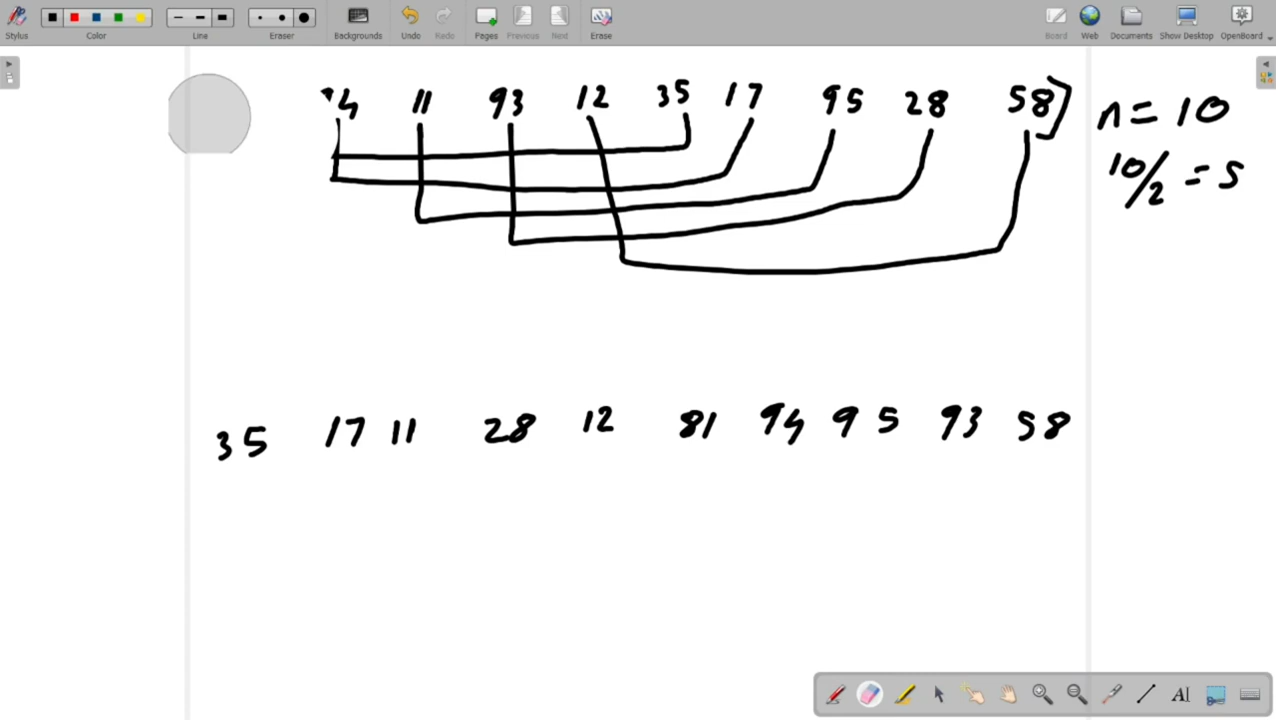 Stylus Color Line Eraser Backgrounds Undo Redo Pages Previous Next Erase Board Web Documents Show Desktop OpenBoard
4 11 93 12 35 17 95 28 58] n = 10
10/2 = 5
35 17 11 28 12 81 94 95 93 58